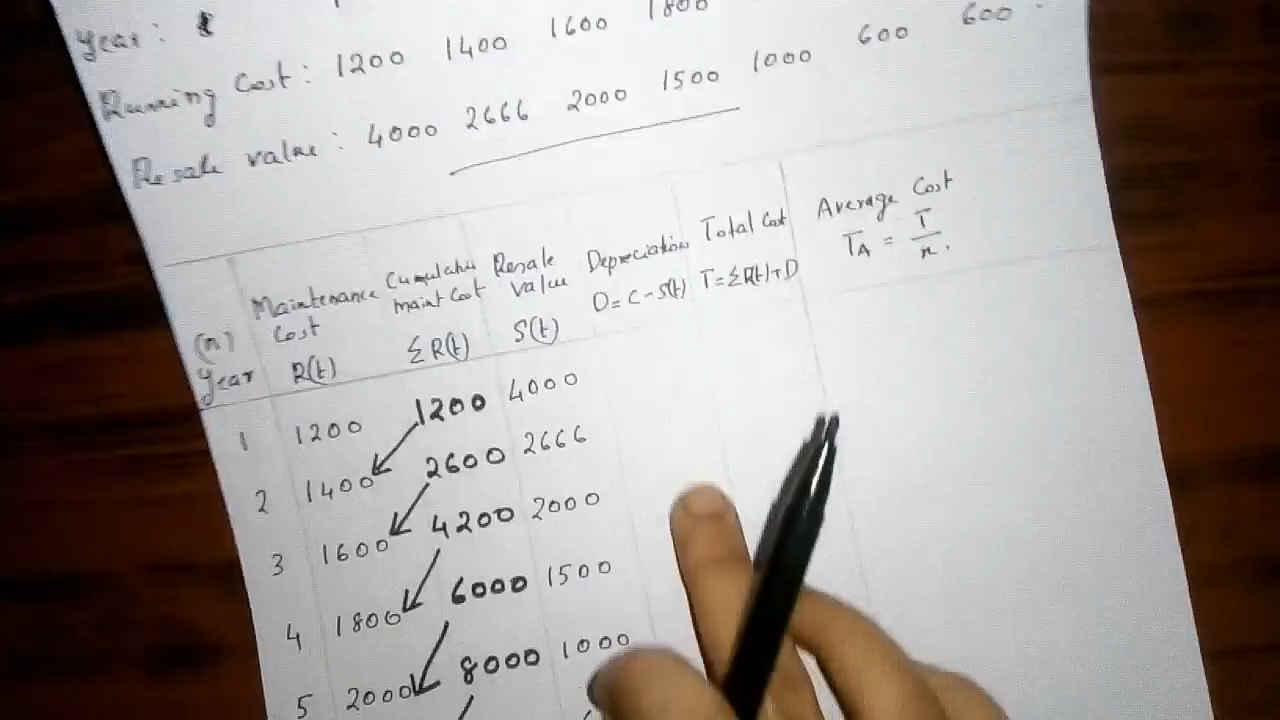 year :
Running Cost : 1200 1400 1600 1800
Resale value : 4000 2666 2000 1500 1000 600 600
(n) year
Maintenance Cost R(t)
Cumulativ maint Cost ΣR(t)
Resale value S(t)
Depreciation D = C - S(t)
Total Cost T = ΣR(t)+D
Average Cost TA = T/n.
1 1200 1200 4000
2 1400 2600 2666
3 1600 4200 2000
4 1800 6000 1500
5 2000 8000 1000